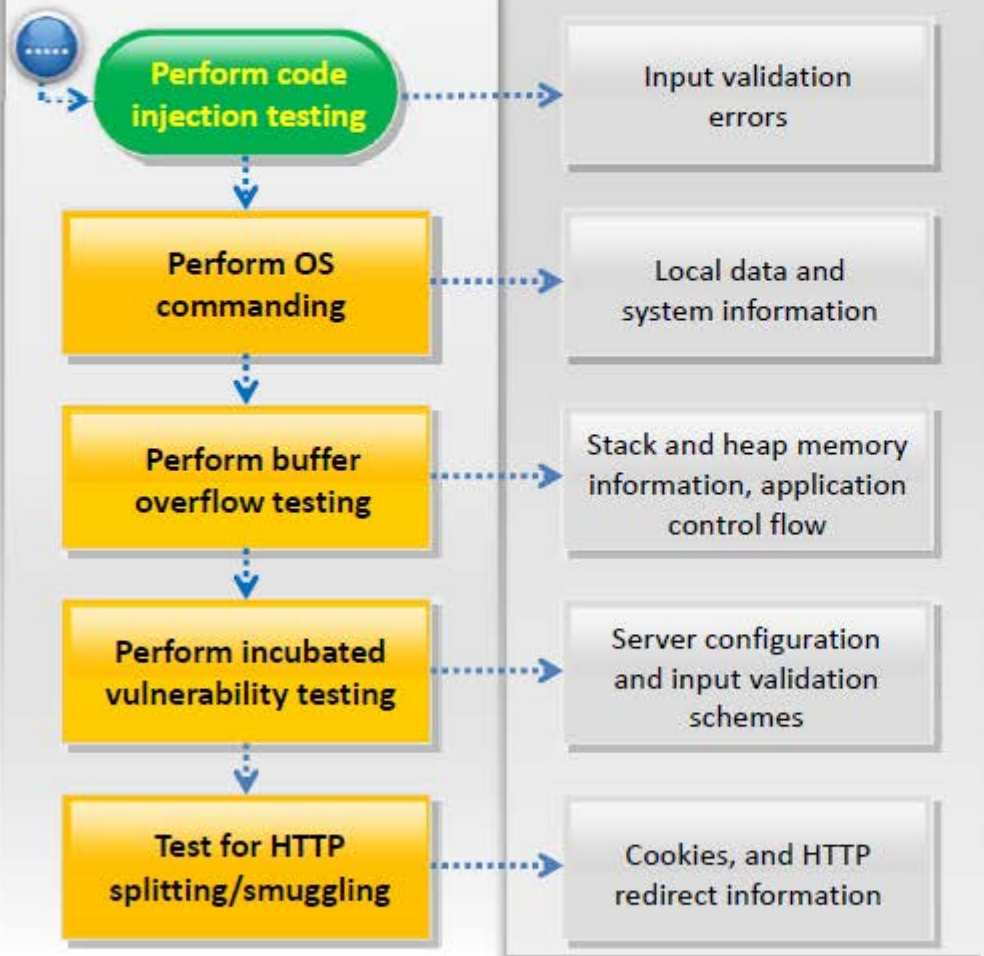 Perform code
injection testing
Input validation
errors
Perform OS
commanding
Local data and
system information
Perform buffer
overflow testing
Stack and heap memory
information, application
control flow
Perform incubated
vulnerability testing
Server configuration
and input validation
schemes
Test for HTTP
splitting/smuggling
Cookies, and HTTP
redirect information